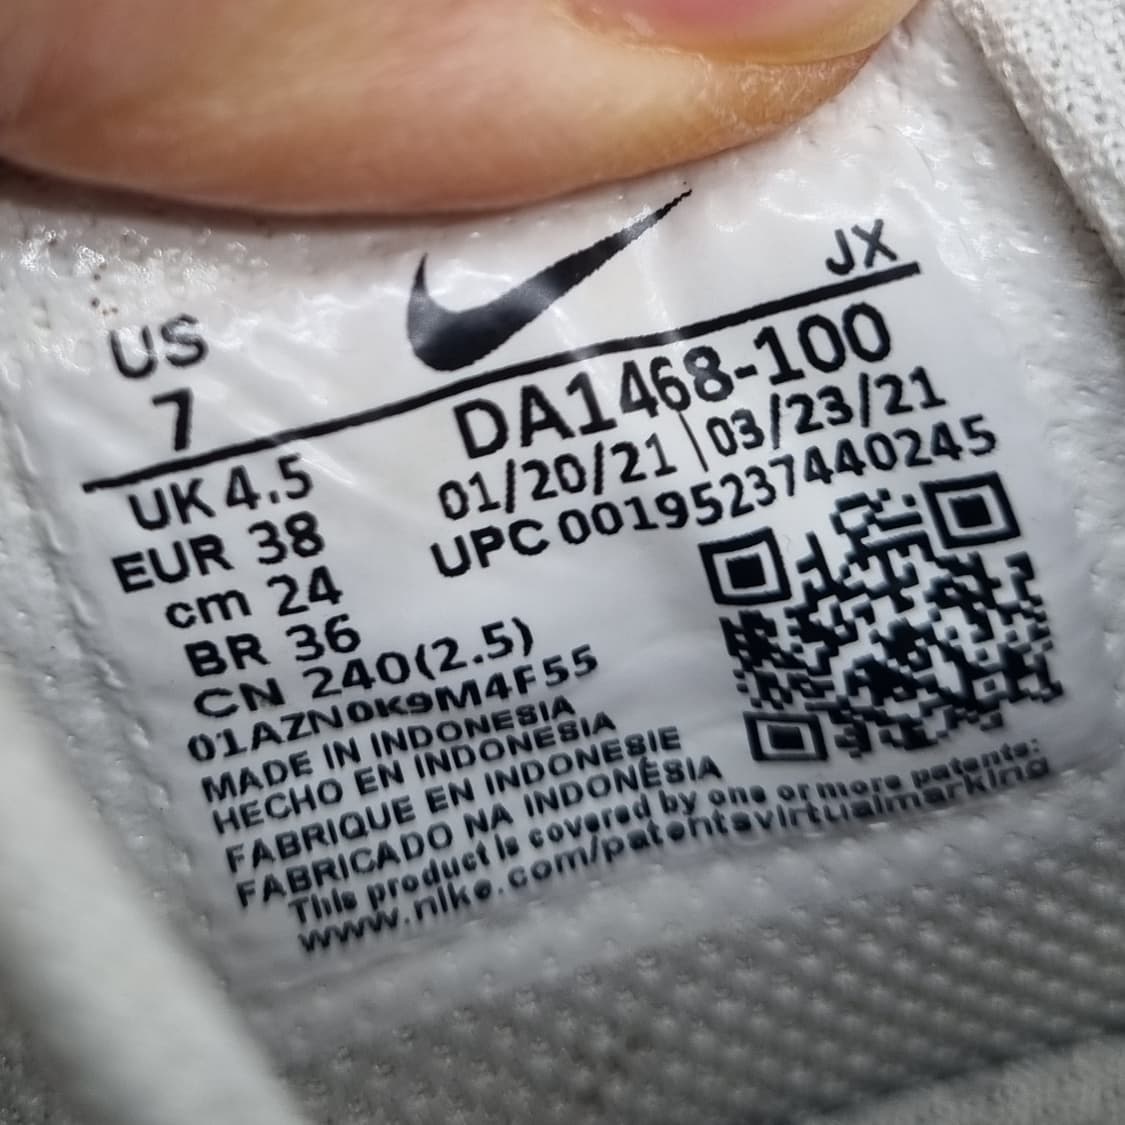 US
7
JX
DA1468-100
01/20/21 | 03/23/21
UPC 00195237440245
UK 4.5
EUR 38
cm 24
BR 36
CN 240(2.5)
01AZN0K9M4F55
MADE IN INDONESIA
HECHO EN INDONESIA
FABRIQUE EN INDONESIE
FABRICADO NA INDONÉSIA
This product is covered by one or more patents:
www.nike.com/patentsvirtualmarking